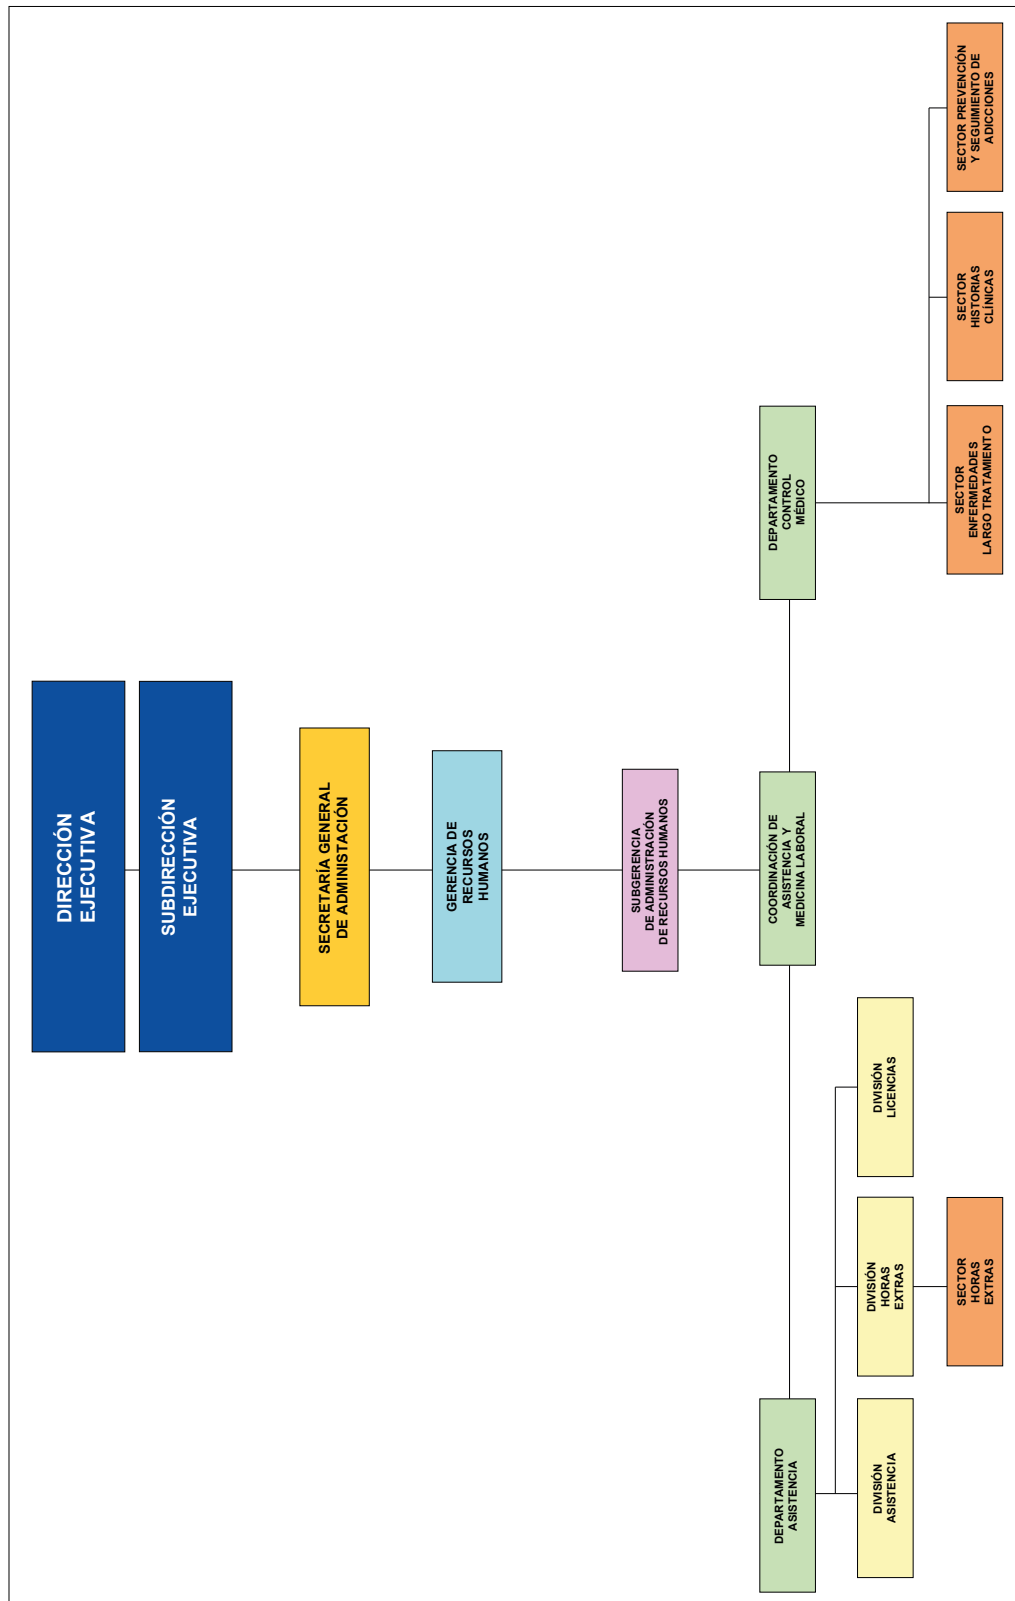 DIRECCIÓN
EJECUTIVA
SUBDIRECCIÓN
EJECUTIVA
SECRETARÍA GENERAL
DE ADMINISTACIÓN
GERENCIA DE
RECURSOS
HUMANOS
SUBGERENCIA
DE ADMINISTRACIÓN
DE RECURSOS HUMANOS
DEPARTAMENTO
ASISTENCIA
COORDINACIÓN DE
ASISTENCIA Y
MEDICINA LABORAL
DEPARTAMENTO
CONTROL
MÉDICO
DIVISIÓN
ASISTENCIA
DIVISIÓN
HORAS
EXTRAS
DIVISIÓN
LICENCIAS
SECTOR
HORAS
EXTRAS
SECTOR
ENFERMEDADES
LARGO TRATAMIENTO
SECTOR
HISTORIAS
CLÍNICAS
SECTOR PREVENCIÓN
Y SEGUIMIENTO DE
ADICCIONES